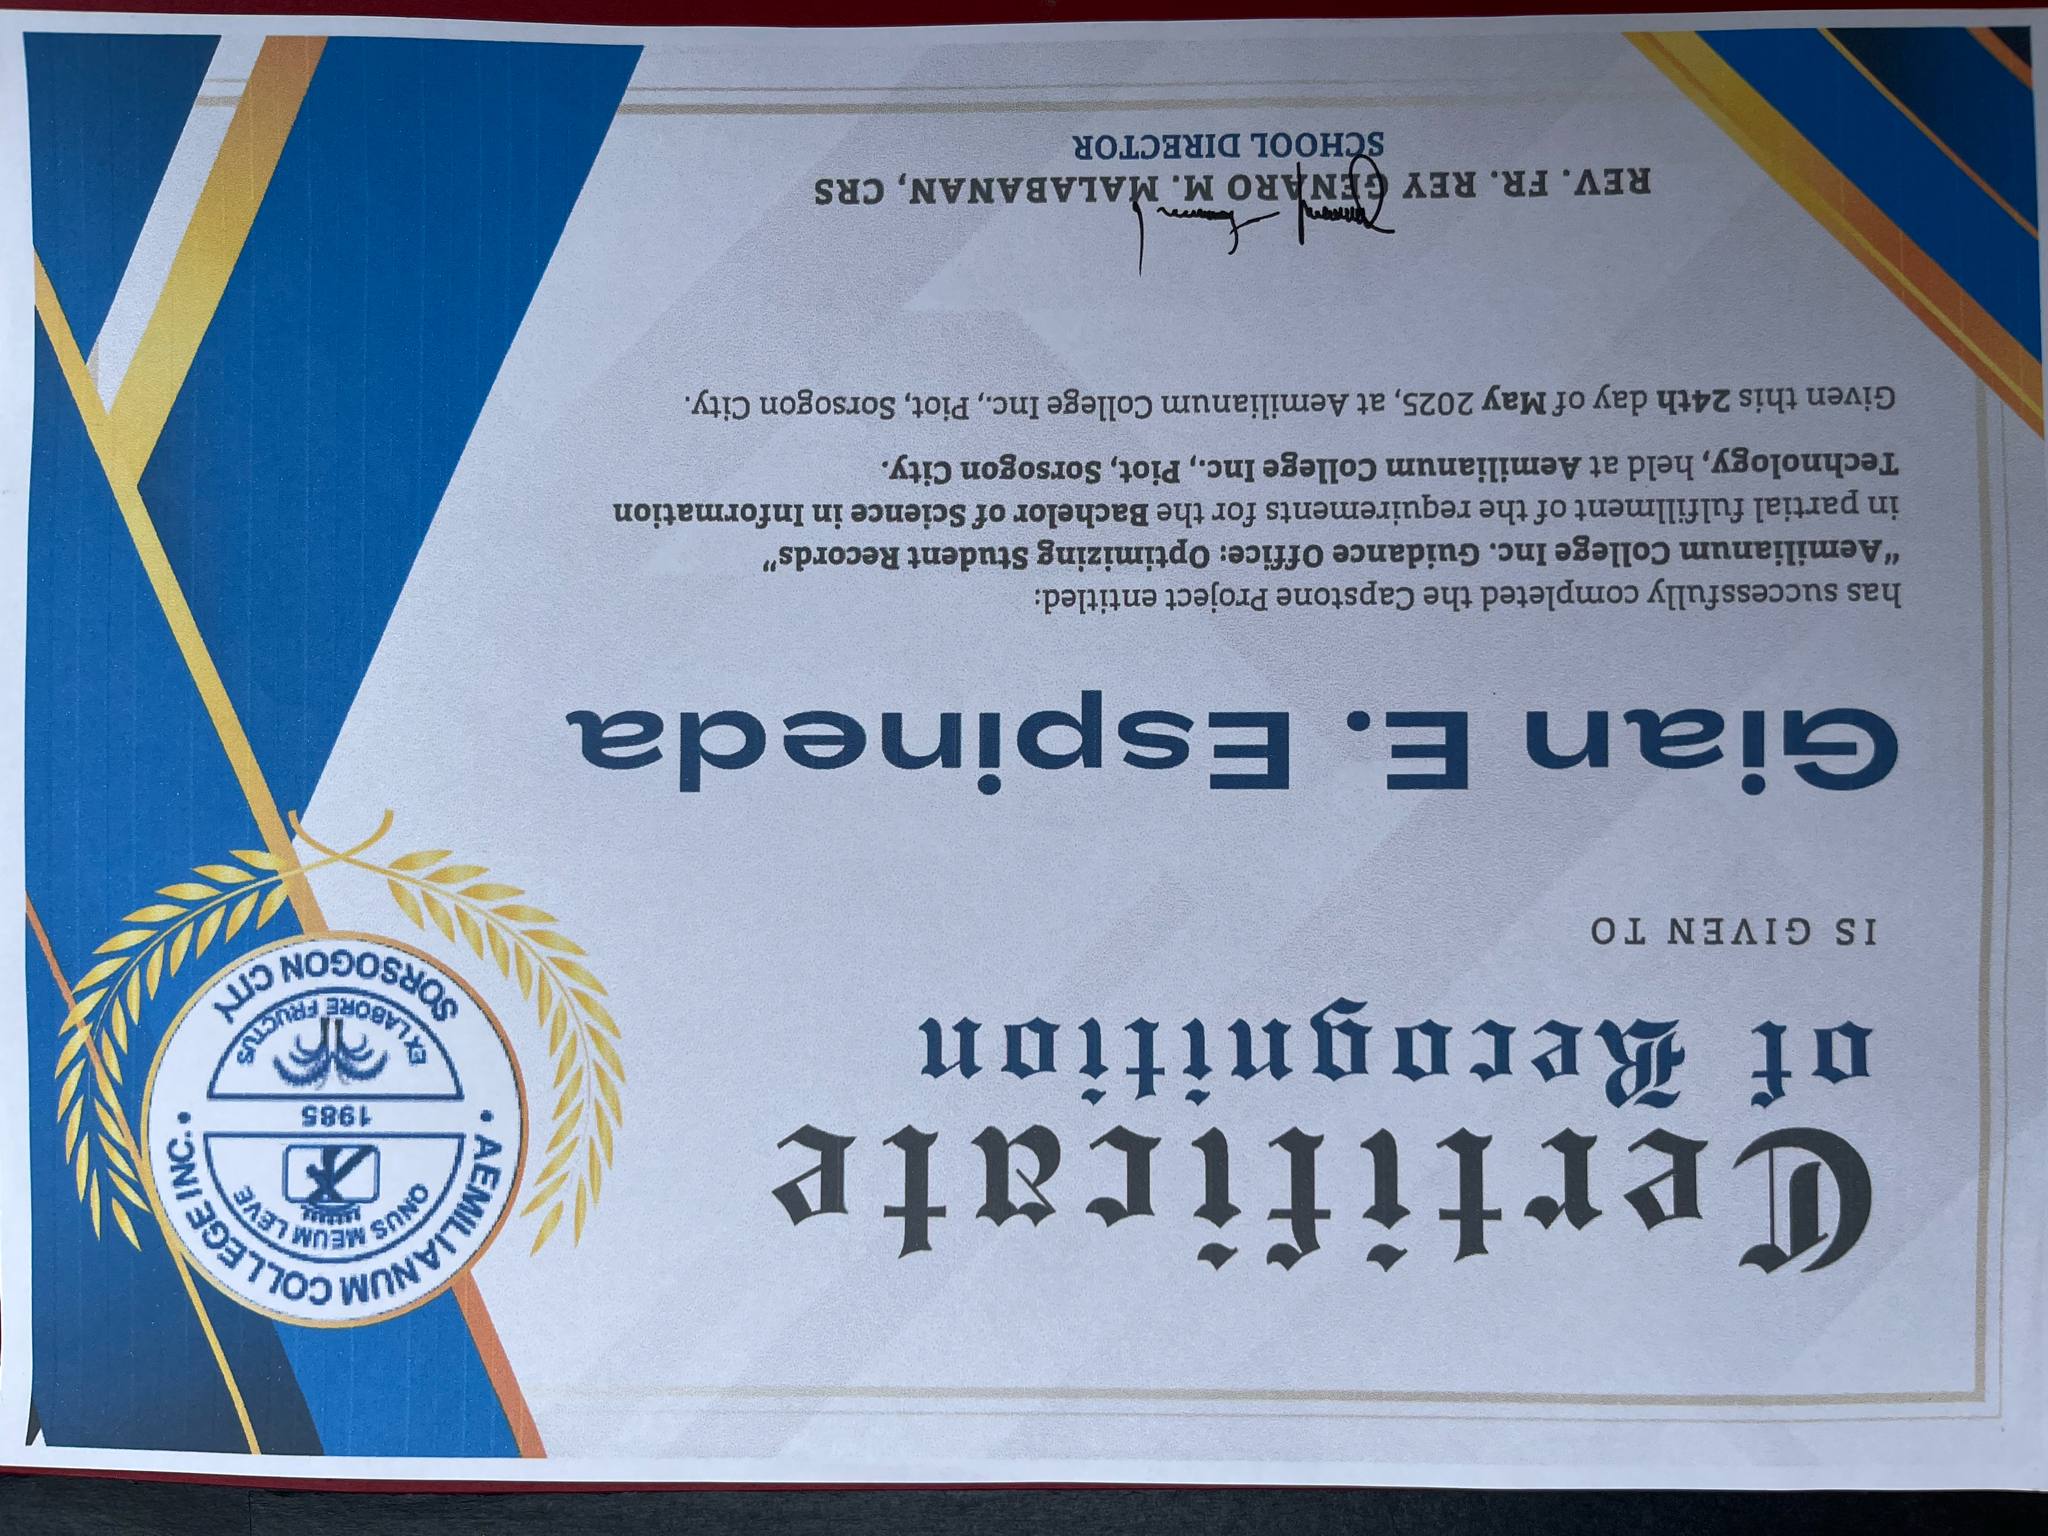 Certificate
of Recognition
IS GIVEN TO
Gian E. Espineda
has successfully completed the Capstone Project entitled:
“Aemilianum College Inc. Guidance Office: Optimizing Student Records”
in partial fulfillment of the requirements for the Bachelor of Science in Information
Technology, held at Aemilianum College Inc., Piot, Sorsogon City.
Given this 24th day of May 2025, at Aemilianum College Inc., Piot, Sorsogon City.
REV. FR. REY GENARO M. MALABANAN, CRS
SCHOOL DIRECTOR
• AEMILIANUM COLLEGE INC. •
ONUS MEUM LEVE
1985
EX LABORE FRUCTUS
SORSOGON CITY